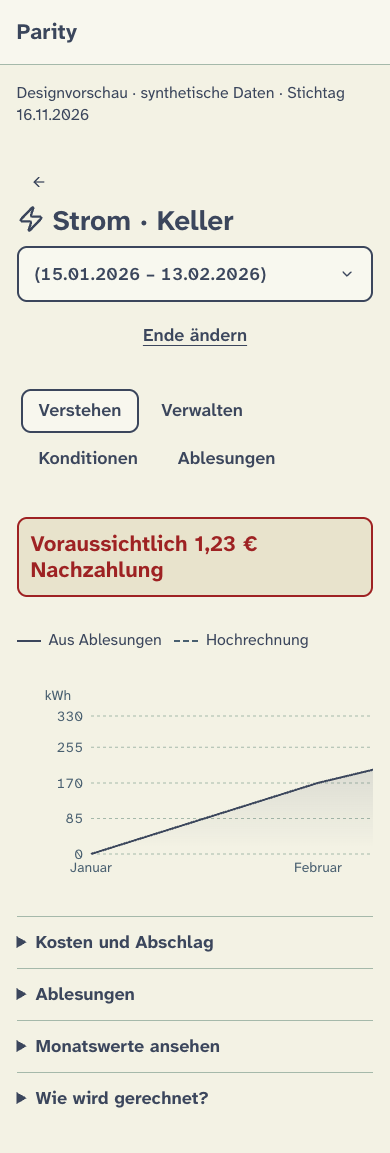 Parity
Designvorschau · synthetische Daten · Stichtag
16.11.2026
←
Strom · Keller
(15.01.2026 – 13.02.2026)
Ende ändern
Verstehen Verwalten
Konditionen Ablesungen
Voraussichtlich 1,23 €
Nachzahlung
Aus Ablesungen Hochrechnung
kWh
330
255
170
85
0
Januar Februar
Kosten und Abschlag
Ablesungen
Monatswerte ansehen
Wie wird gerechnet?